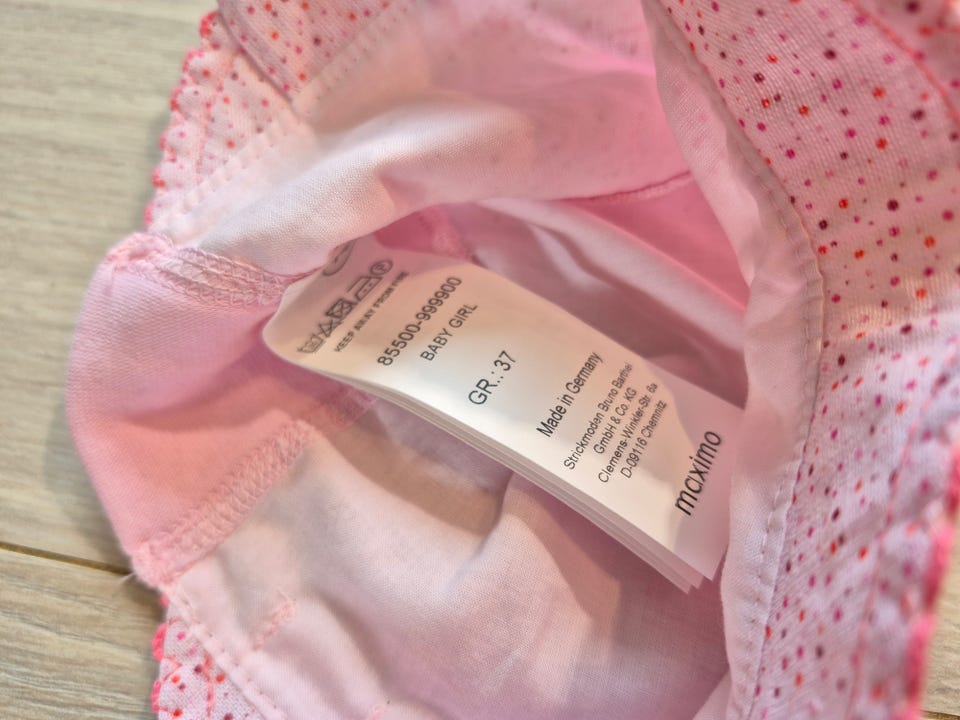 KEEP AWAY FROM FIRE
85500-999900
BABY GIRL
GR.: 37
Made in Germany
Strickmoden Bruno Barthel
GmbH & Co. KG
Clemens-Winkler-Str. 6a
D-09116 Chemnitz
maximo